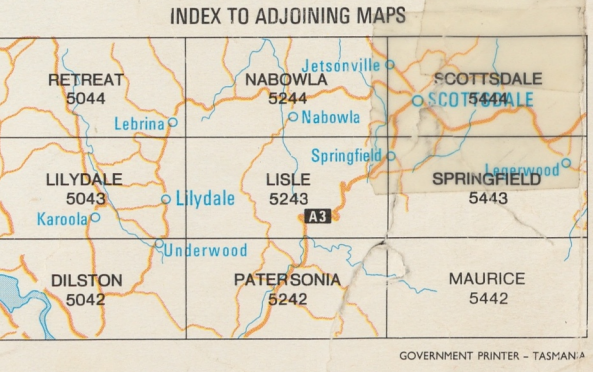 INDEX TO ADJOINING MAPS
RETREAT
5044
NABOWLA
5244
Jetsonville
SCOTTSDALE
5444
SCOTTSDALE
Lebrina
Nabowla
Springfield
Legerwood
LILYDALE
5043
Lilydale
Karoola
LISLE
5243
A3
SPRINGFIELD
5443
Underwood
DILSTON
5042
PATERSONIA
5242
MAURICE
5442
GOVERNMENT PRINTER – TASMANIA